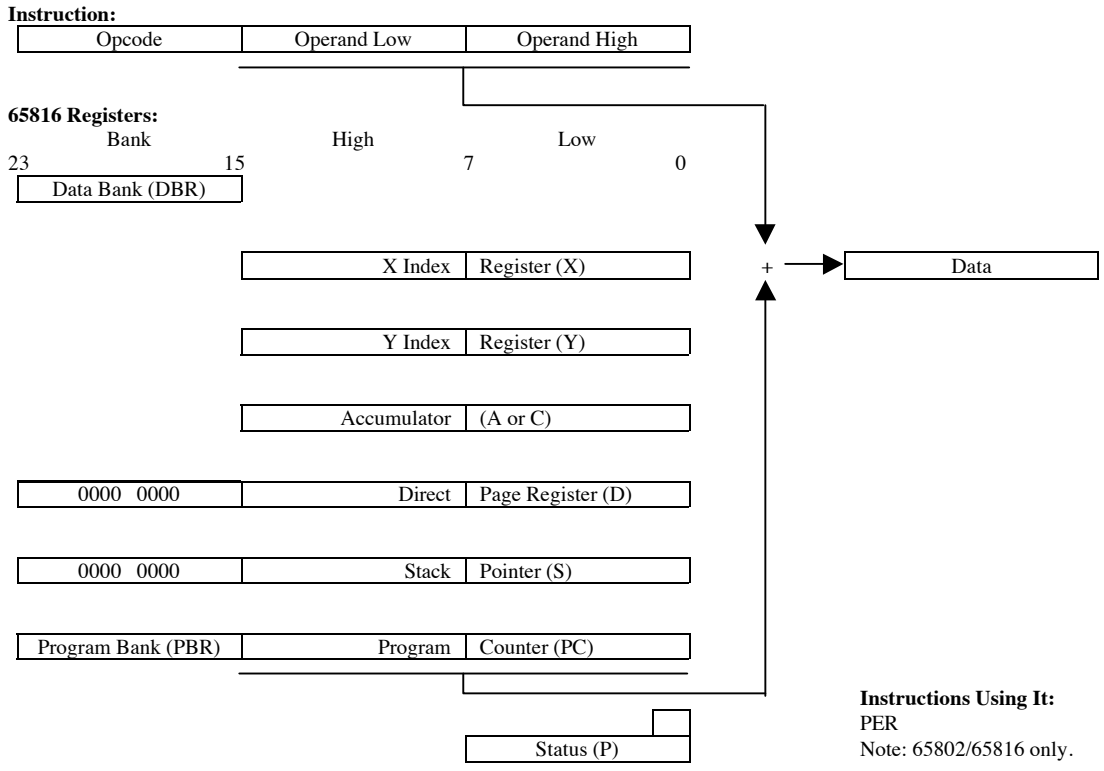 Instruction:
Opcode Operand Low Operand High
65816 Registers:
Bank High Low
23 15 7 0
Data Bank (DBR)
X Index Register (X) + Data
Y Index Register (Y)
Accumulator (A or C)
0000 0000 Direct Page Register (D)
0000 0000 Stack Pointer (S)
Program Bank (PBR) Program Counter (PC)
Instructions Using It:
PER
Status (P) Note: 65802/65816 only.